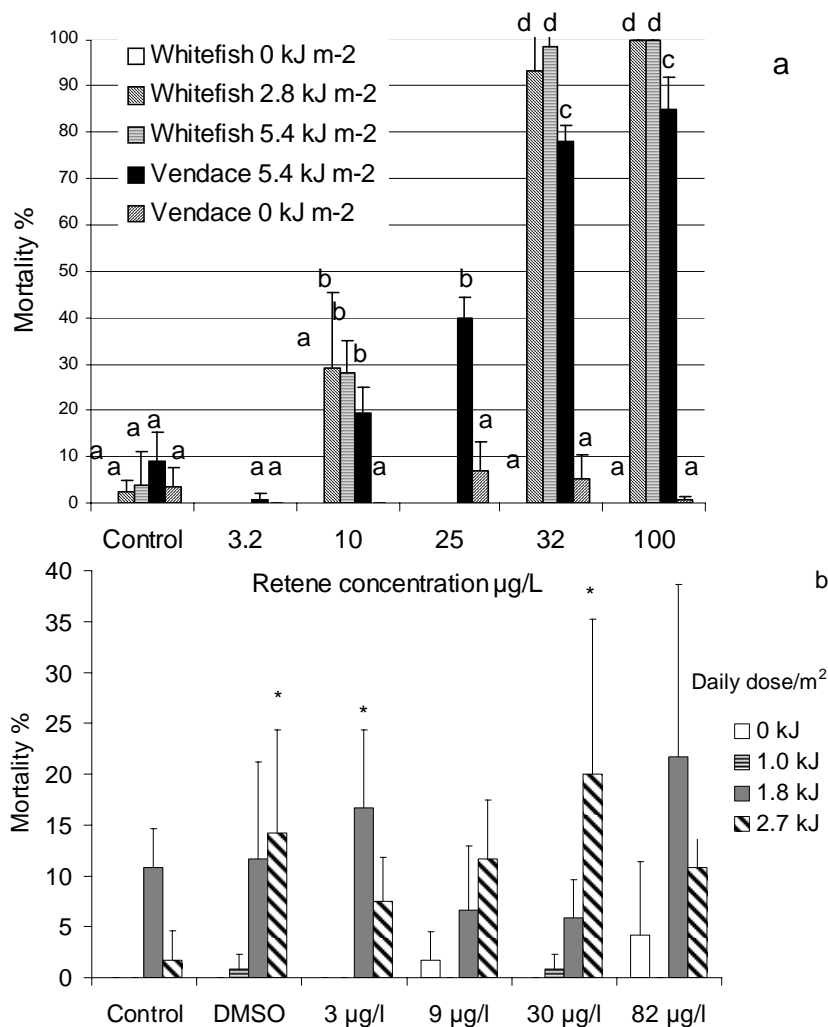 a
Mortality %
100
90
80
70
60
50
40
30
20
10
0
Whitefish 0 kJ m-2
Whitefish 2.8 kJ m-2
Whitefish 5.4 kJ m-2
Vendace 5.4 kJ m-2
Vendace 0 kJ m-2
a a a a a
a a
a b b b a
b a
a d d c a
a d d c a
Control 3.2 10 25 32 100
Retene concentration µg/L
b
Mortality %
40
35
30
25
20
15
10
5
0
* * *
Daily dose/m²
0 kJ
1.0 kJ
1.8 kJ
2.7 kJ
Control DMSO 3 µg/l 9 µg/l 30 µg/l 82 µg/l